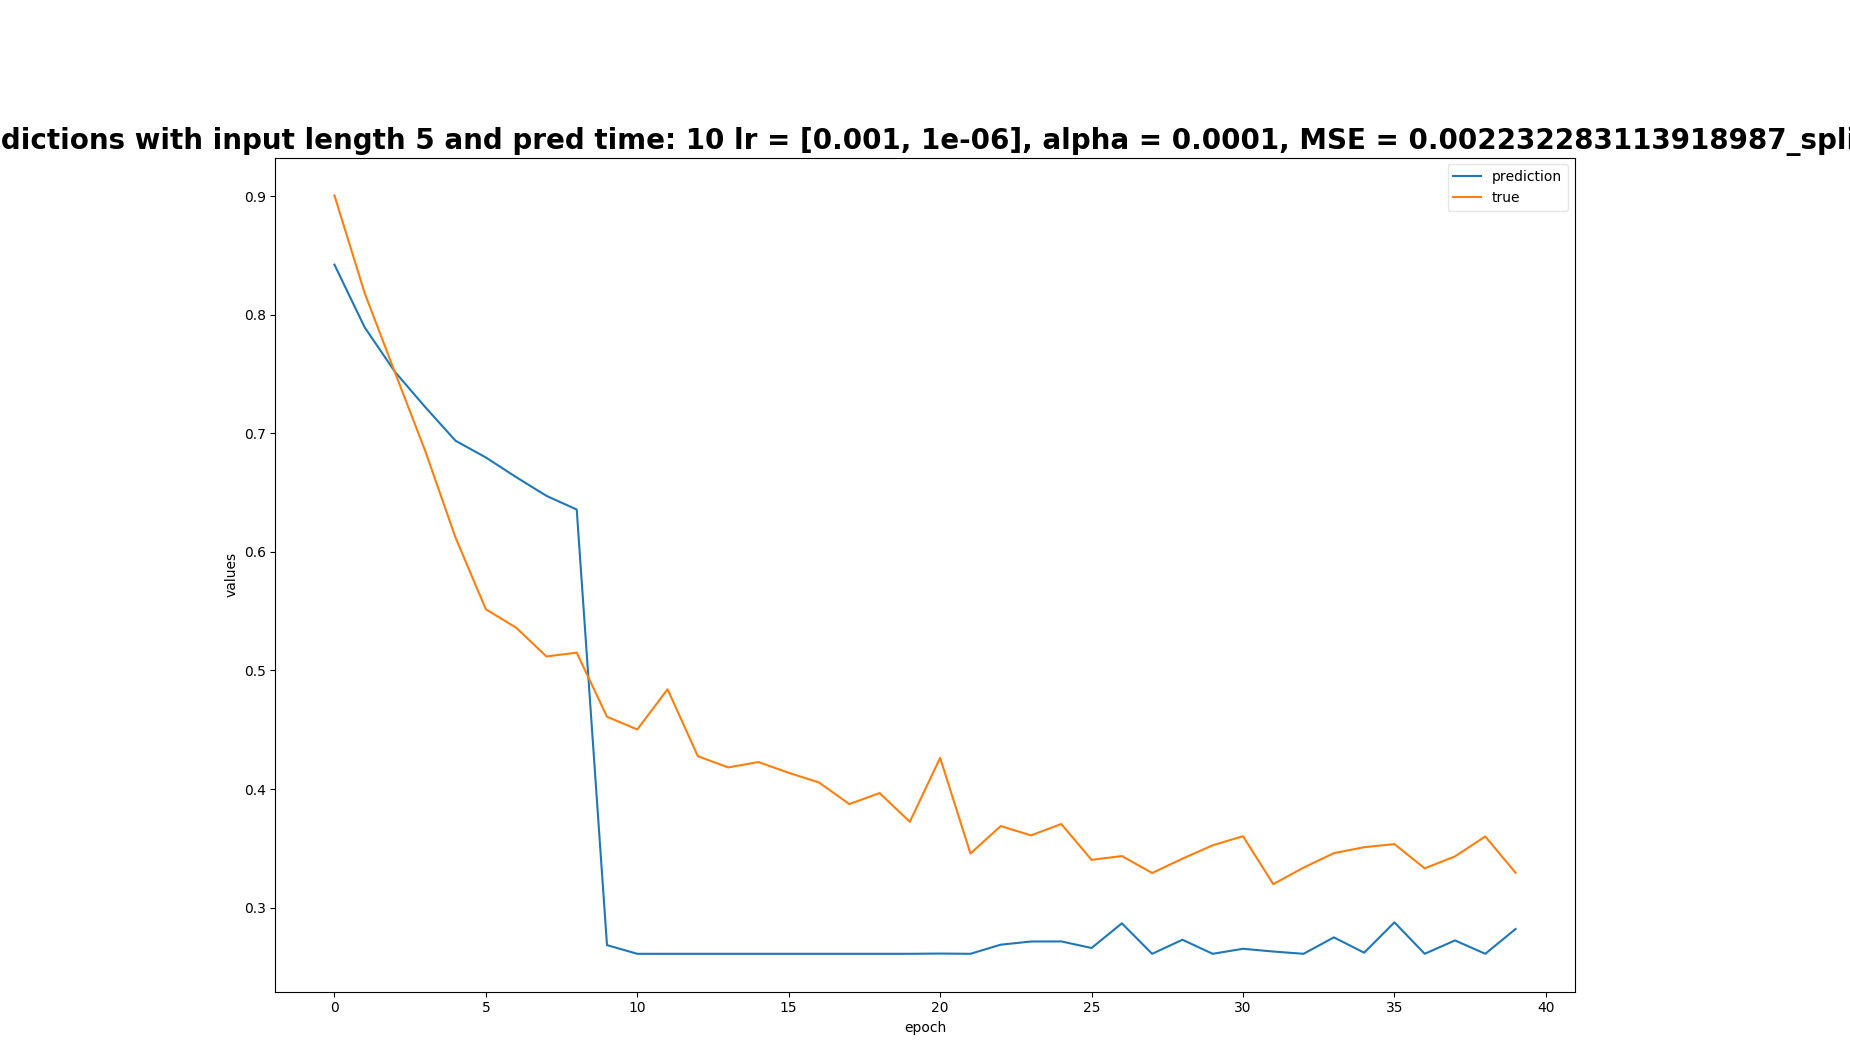 dictions with input length 5 and pred time: 10 lr = [0.001, 1e-06], alpha = 0.0001, MSE = 0.002232283113918987_spli
prediction
true
0.9
0.8
0.7
0.6
0.5
0.4
0.3
values
0 5 10 15 20 25 30 35 40
epoch